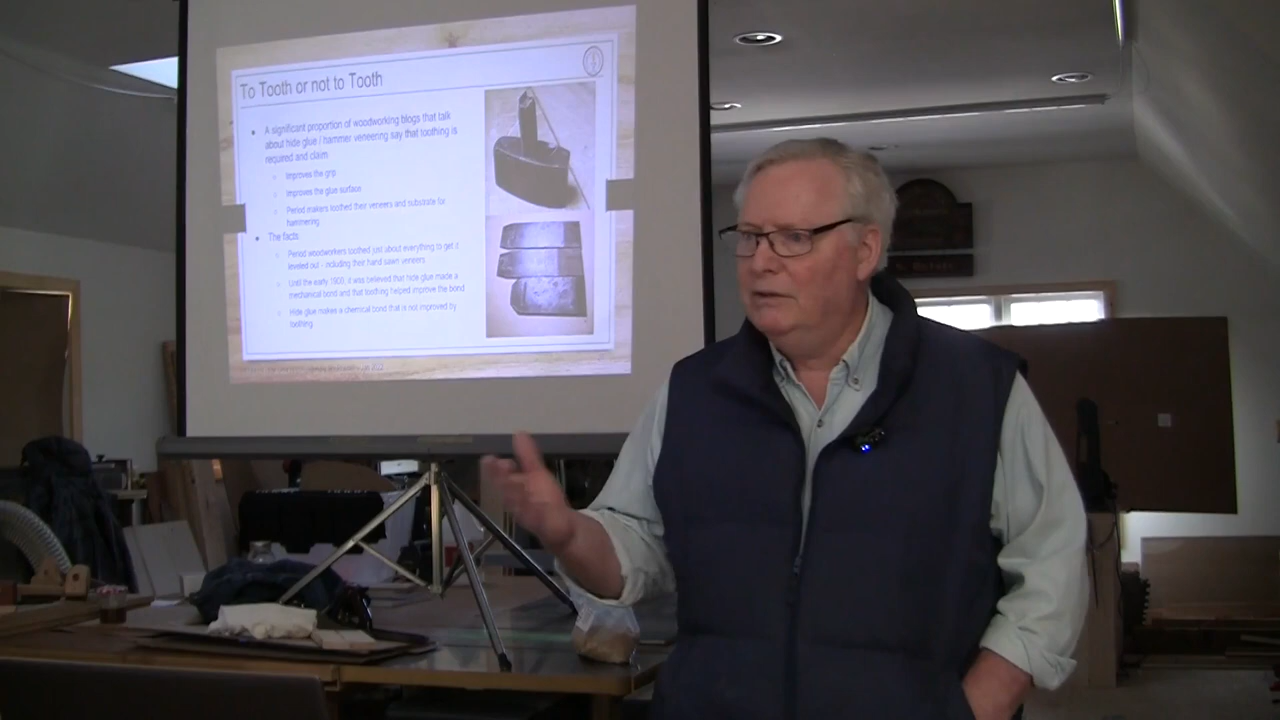 To Tooth or not to Tooth
A significant proportion of woodworking blogs that talk
about hide glue / hammer veneering say that toothing is
required and claim
Improves the grip
Improves the glue surface
Period makers toothed their veneers and substrate for
hammering
The facts
Period woodworkers toothed just about everything to get it
leveled out - including their hand sawn veneers
Until the early 1900, it was believed that hide glue made a
mechanical bond and that toothing helped improve the bond
Hide glue makes a chemical bond that is not improved by
toothing